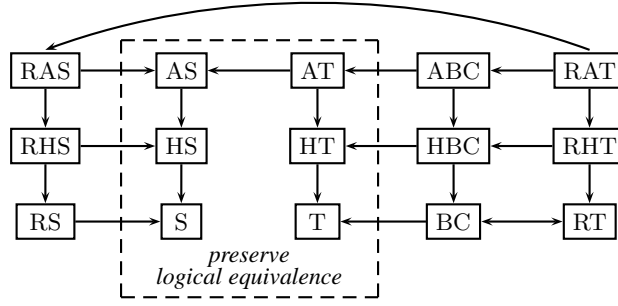 RAS AS AT ABC RAT
RHS HS HT HBC RHT
RS S T BC RT
preserve
logical equivalence